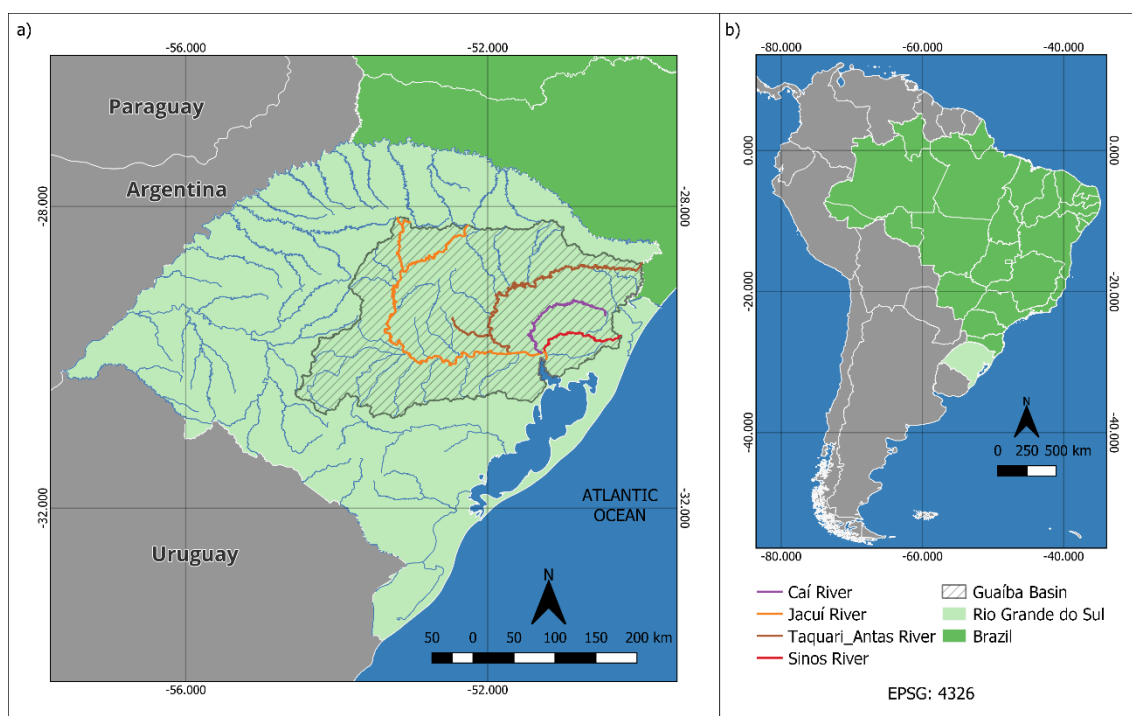 a)
-56.000
-52.000
Paraguay
Argentina
-28.000
-28.000
-32.000
-32.000
ATLANTIC
OCEAN
Uruguay
N
50 0 50 100 150 200 km
-56.000
-52.000
b)
-80.000
-60.000
-40.000
0.000
0.000
-20.000
-20.000
-40.000
-40.000
N
0 250 500 km
-80.000
-60.000
-40.000
Caí River
Jacuí River
Taquari_Antas River
Sinos River
Guaíba Basin
Rio Grande do Sul
Brazil
EPSG: 4326